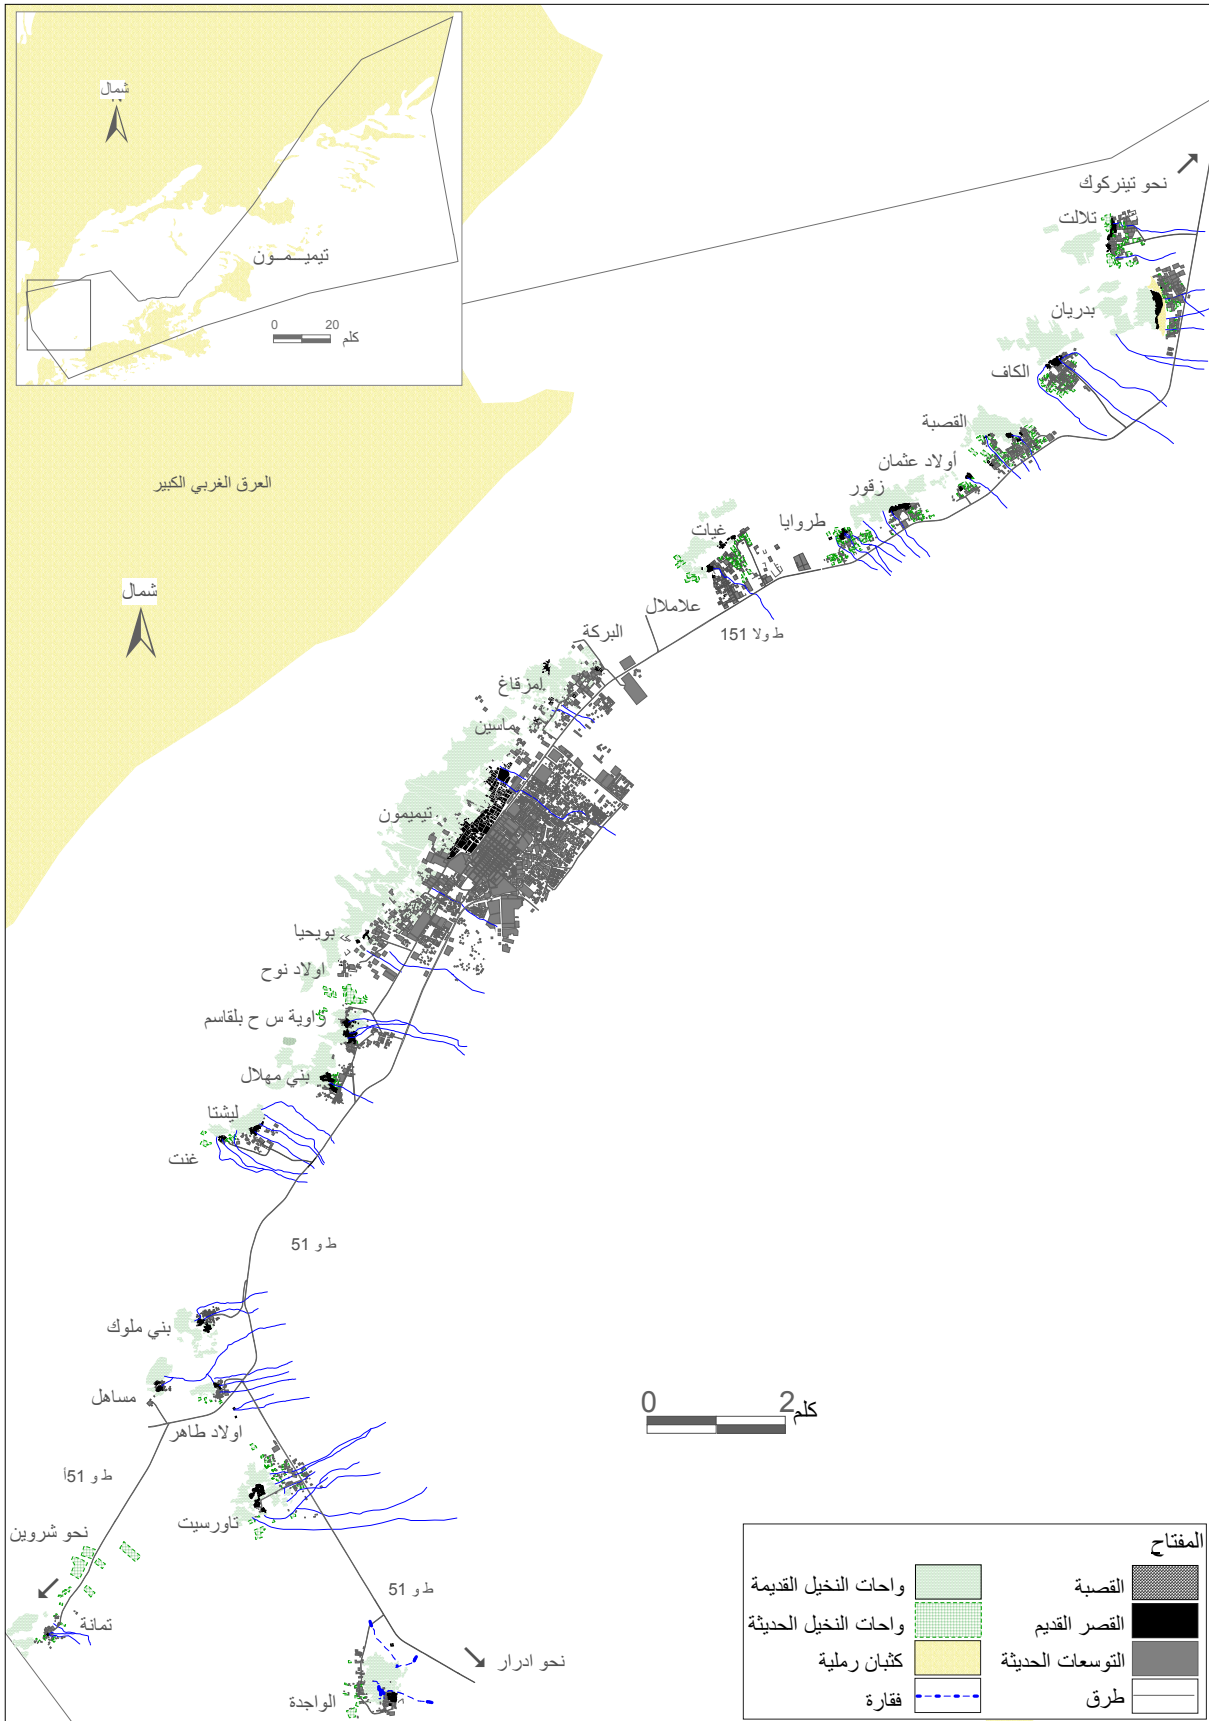 شمال
تيميـــمـــون
0 20
كلم
نحو تينركوك
تلالت
بدريان
الكاف
القصبة
أولاد عثمان
زقور
طروايا
غيات
علاملال
ط ولا 151
العرق الغربي الكبير
شمال
البركة
امزقاغ
ماسين
تيميمون
بويحيا
اولاد نوح
زاوية س ح بلقاسم
بني مهلال
ليشتا
غنت
ط و 51
بني ملوك
مساهل
اولاد طاهر
0 2
كلم
ط و 51أ
تاورسيت
نحو شروين
تمانة
ط و 51
نحو ادرار
الواجدة
المفتاح
القصبة
واحات النخيل القديمة
القصر القديم
واحات النخيل الحديثة
التوسعات الحديثة
كثبان رملية
طرق
فقارة